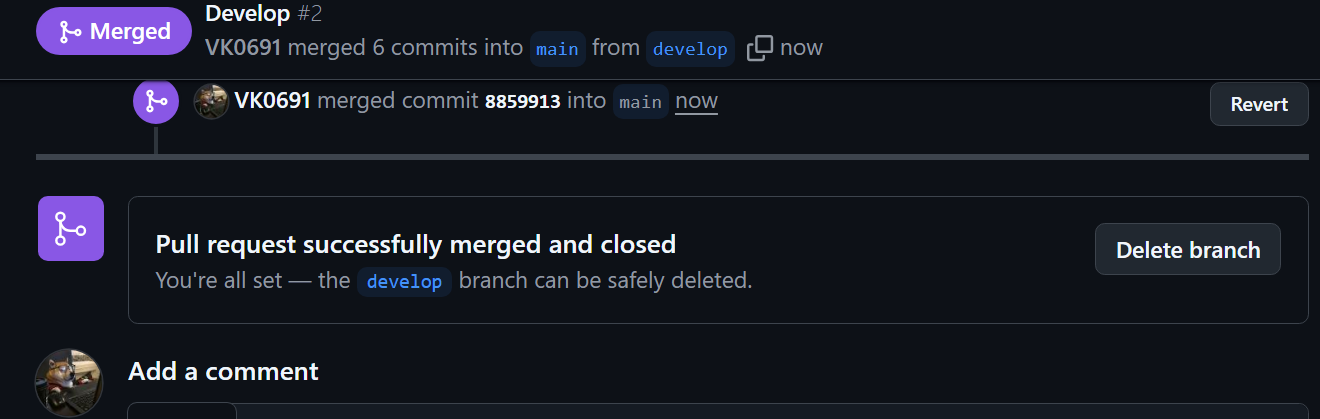 Merged
Develop #2
VK0691 merged 6 commits into main from develop now
VK0691 merged commit 8859913 into main now
Revert
Pull request successfully merged and closed
You're all set — the develop branch can be safely deleted.
Delete branch
Add a comment